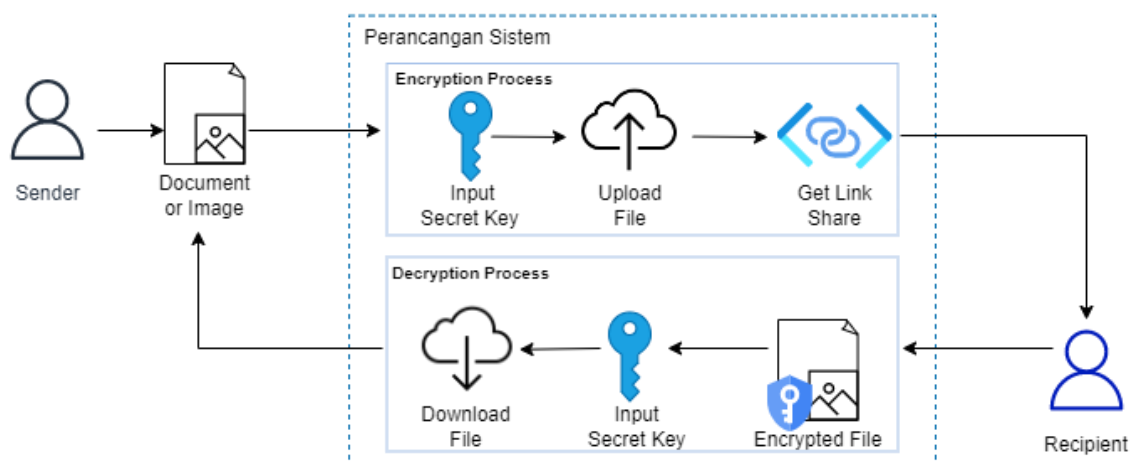 Perancangan Sistem
Encryption Process
Sender
Document
or Image
Input
Secret Key
Upload
File
Get Link
Share
Decryption Process
Download
File
Input
Secret Key
Encrypted File
Recipient